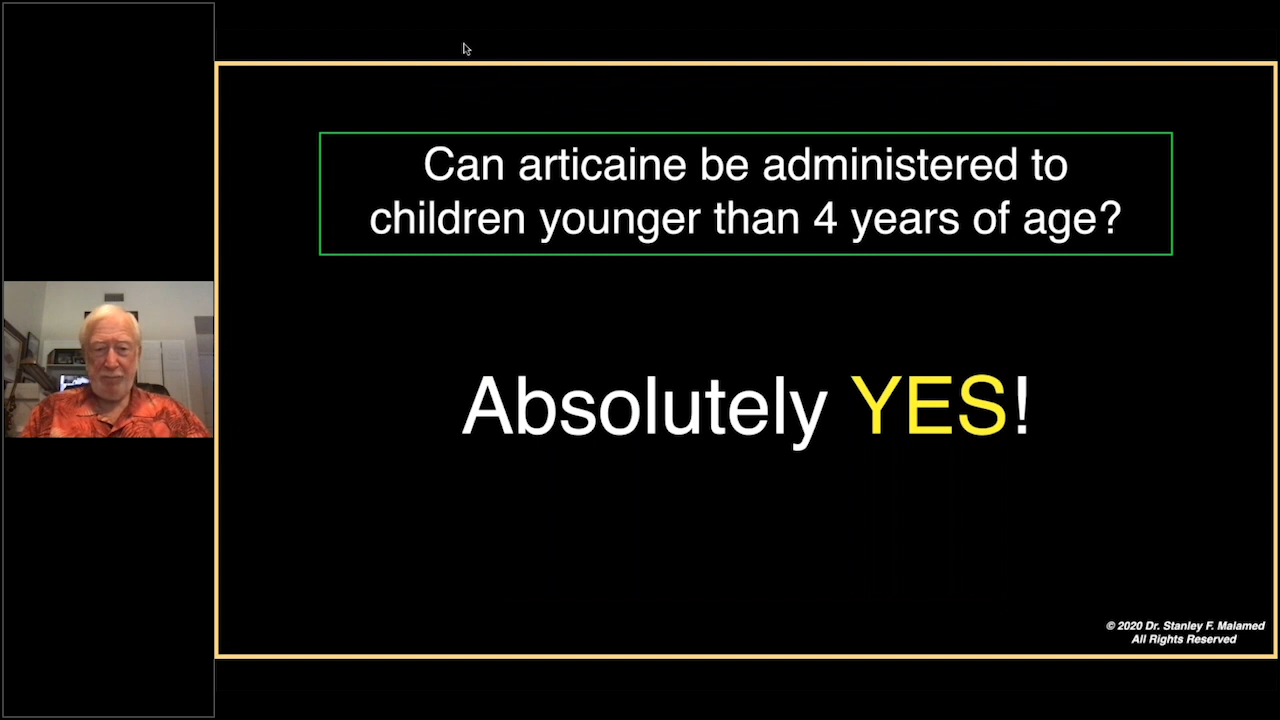 Can articaine be administered to
children younger than 4 years of age?
Absolutely YES!
© 2020 Dr. Stanley F. Malamed
All Rights Reserved